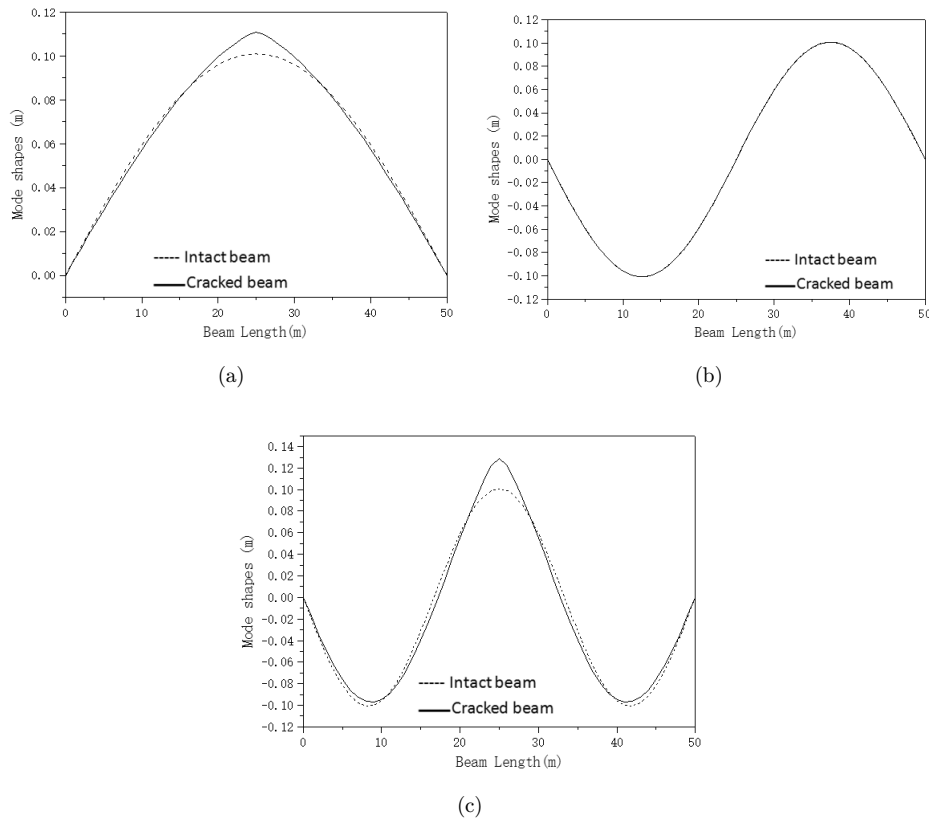 0.12
0.10
0.08
0.06
0.04
0.02
0.00
Mode shapes (m)
Intact beam
Cracked beam
0 10 20 30 40 50
Beam Length(m)
(a)
0.12
0.10
0.08
0.06
0.04
0.02
0.00
-0.02
-0.04
-0.06
-0.08
-0.10
-0.12
Mode shapes (m)
Intact beam
Cracked beam
0 10 20 30 40 50
Beam Length(m)
(b)
0.14
0.12
0.10
0.08
0.06
0.04
0.02
0.00
-0.02
-0.04
-0.06
-0.08
-0.10
-0.12
Mode shapes (m)
Intact beam
Cracked beam
0 10 20 30 40 50
Beam Length(m)
(c)